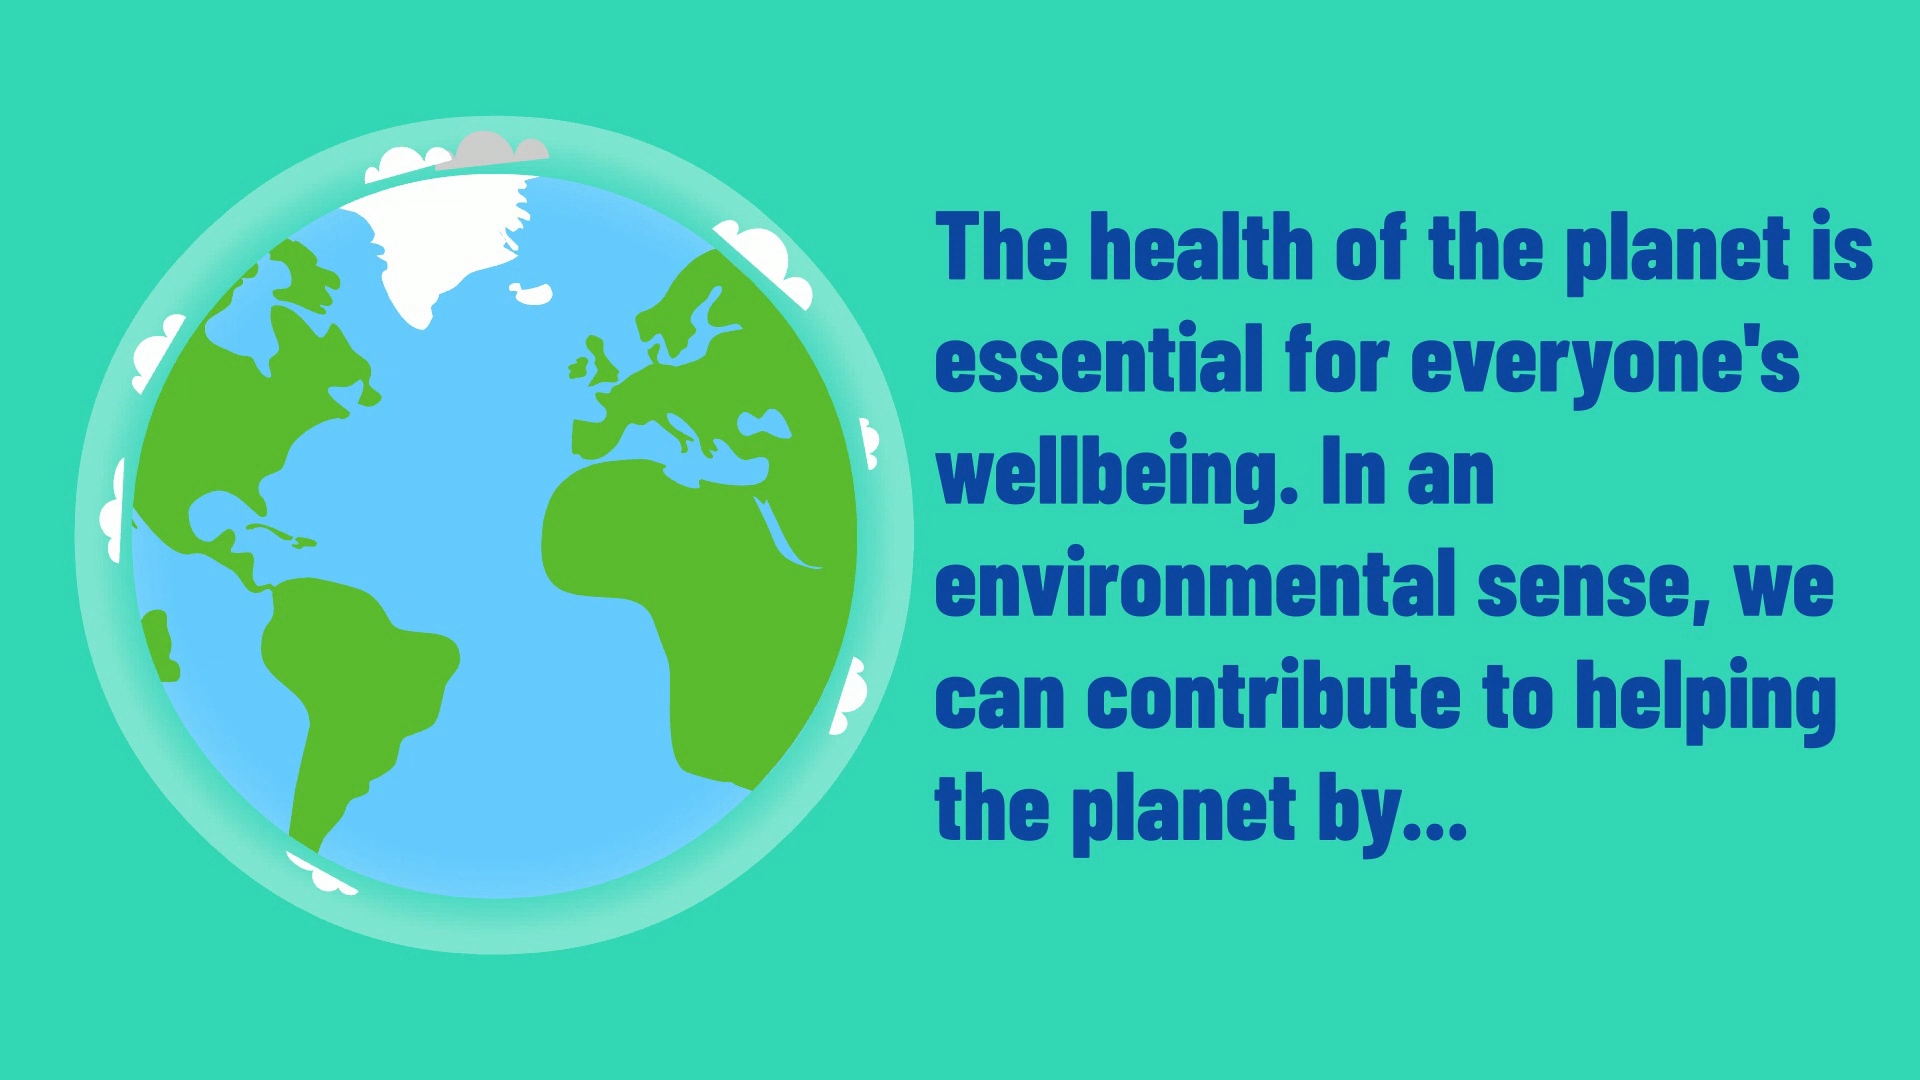 The health of the planet is
essential for everyone's
wellbeing. In an
environmental sense, we
can contribute to helping
the planet by...